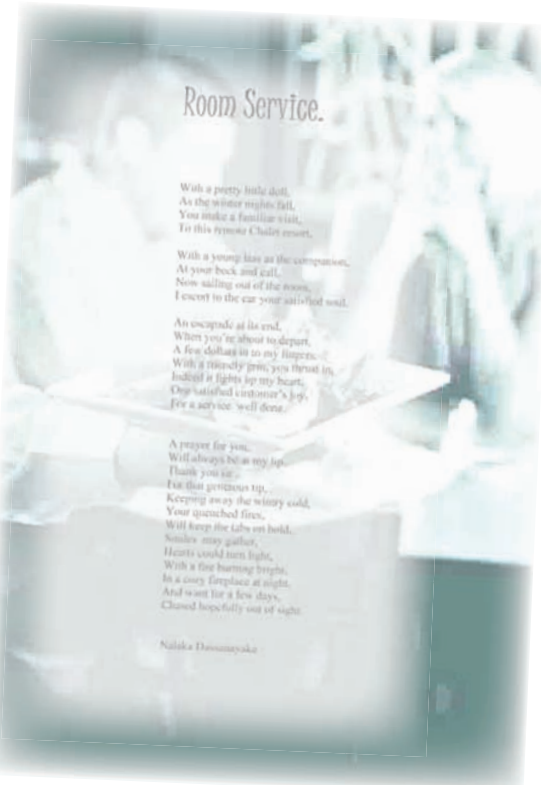 Room Service.
With a pretty little doll,
As the winter nights fall,
You make a familiar visit,
To this remote Chalet resort,
With a young lass as the companion,
At your beck and call,
Now sailing out of the room,
I escort to the car your satisfied soul.
An escapade at its end,
When you're about to depart,
A few dollars in to my fingers,
With a friendly grin, you thrust in,
Indeed it lights up my heart,
One satisfied customer's joy,
For a service 'well done'.
A prayer for you,
Will always be at my lip,
Thank you sir..
For that generous tip,
Keeping away the wintry cold,
Your quenched fires,
Will keep the tabs on hold,
Smiles may gather,
Hearts could turn light,
With a fire burning bright,
In a cozy fireplace at night,
And want for a few days,
Chased hopefully out of sight.
Nalaka Dassanayake